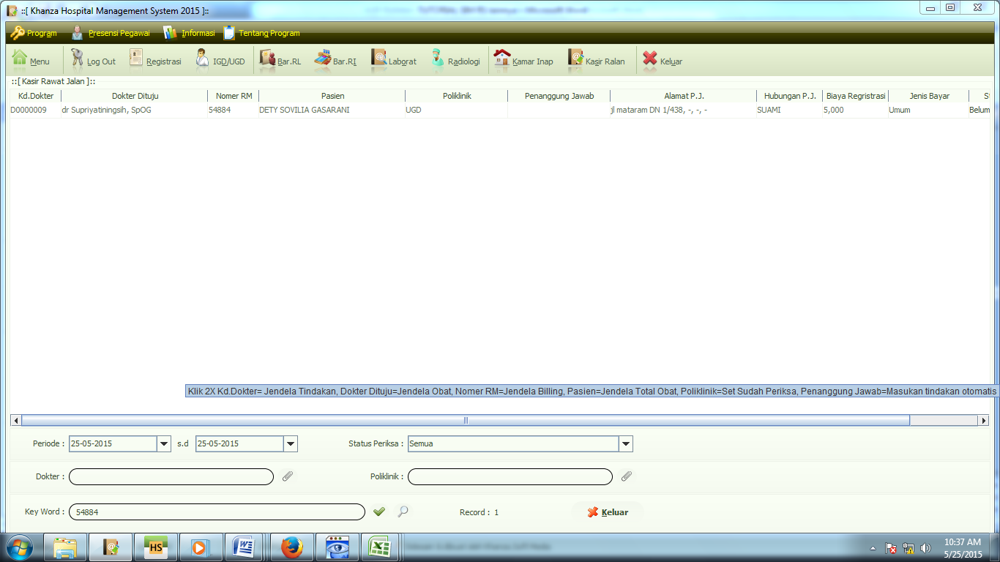 ::[ Khanza Hospital Management System 2015 ]::
Program Presensi Pegawai Informasi Tentang Program
Menu Log Out Registrasi IGD/UGD Bar.RL Bar.RI Laborat Radiologi Kamar Inap Kasir Ralan Keluar
::[ Kasir Rawat Jalan ]::
Kd.Dokter Dokter Dituju Nomer RM Pasien Poliklinik Penanggung Jawab Alamat P.J. Hubungan P.J. Biaya Regristrasi Jenis Bayar St
D0000009 dr Supriyatiningsih, SpOG 54884 DETY SOVILIA GASARANI UGD jl mataram DN 1/438, -, -, - SUAMI 5,000 Umum Belum
Klik 2X Kd.Dokter= Jendela Tindakan, Dokter Dituju=Jendela Obat, Nomer RM=Jendela Billing, Pasien=Jendela Total Obat, Poliklinik=Set Sudah Periksa, Penanggung Jawab=Masukan tindakan otomatis
Periode : 25-05-2015 s.d 25-05-2015 Status Periksa : Semua
Dokter : Poliklinik :
Key Word : 54884 Record : 1 Keluar
HS
10:37 AM
5/25/2015